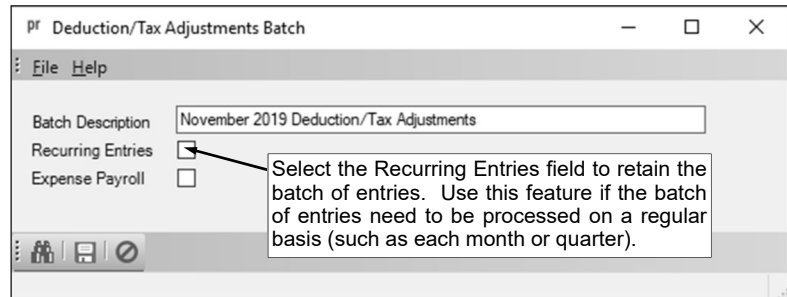 pr Deduction/Tax Adjustments Batch
File Help
Batch Description November 2019 Deduction/Tax Adjustments
Recurring Entries
Expense Payroll
Select the Recurring Entries field to retain the
batch of entries. Use this feature if the batch
of entries need to be processed on a regular
basis (such as each month or quarter).